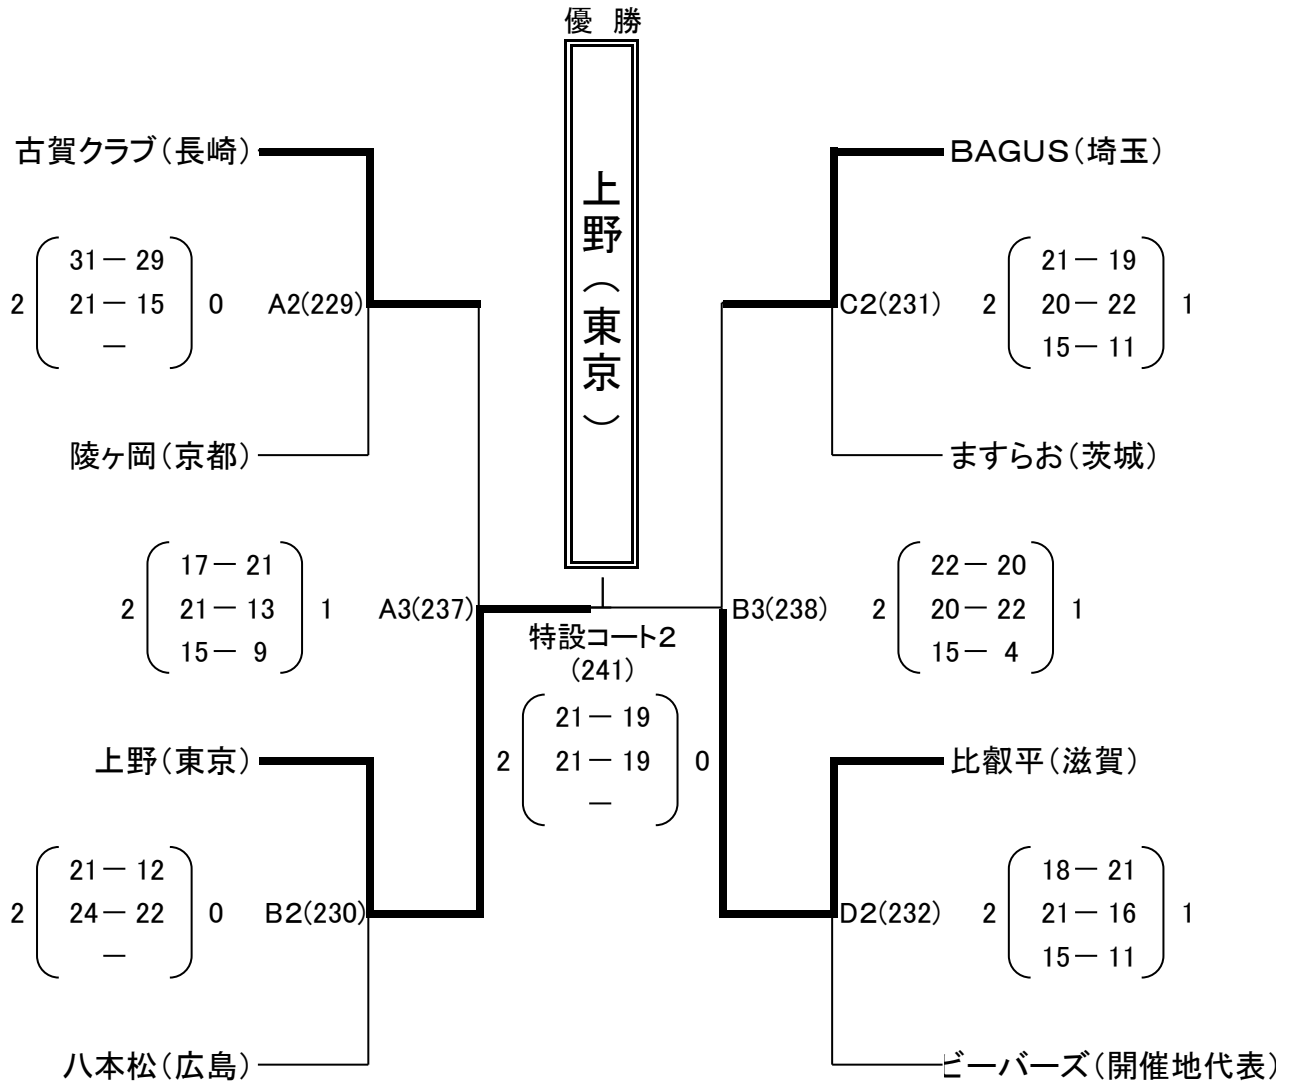 優 勝
上野（東京）
古賀クラブ（長崎）
BAGUS（埼玉）
2
31－29
21－15
－
0
A2(229)
C2(231)
2
21－19
20－22
15－11
1
陵ヶ岡（京都）
ますらお（茨城）
2
17－21
21－13
15－9
1
A3(237)
B3(238)
2
22－20
20－22
15－4
1
特設コート2
(241)
2
21－19
21－19
－
0
上野（東京）
比叡平（滋賀）
2
21－12
24－22
－
0
B2(230)
D2(232)
2
18－21
21－16
15－11
1
八本松（広島）
ビーバーズ（開催地代表）